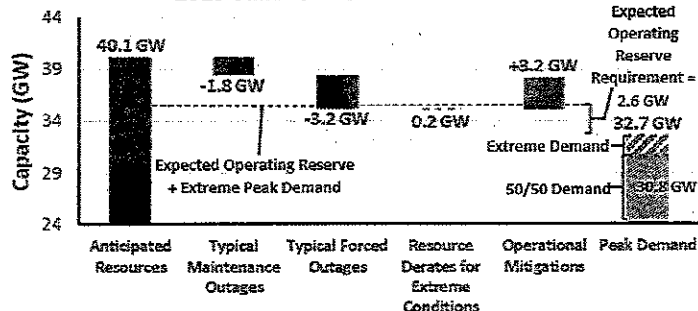 Expected
Operating
Reserve
Requirement =
2.6 GW
44
39
34
29
24
Capacity (GW)
40.1 GW
-1.8 GW
-3.2 GW
0.2 GW
+3.2 GW
32.7 GW
Extreme Demand
50/50 Demand
30.8 GW
Expected Operating Reserve
+ Extreme Peak Demand
Anticipated
Resources
Typical
Maintenance
Outages
Typical Forced
Outages
Resource
Derates for
Extreme
Conditions
Operational
Mitigations
Peak Demand